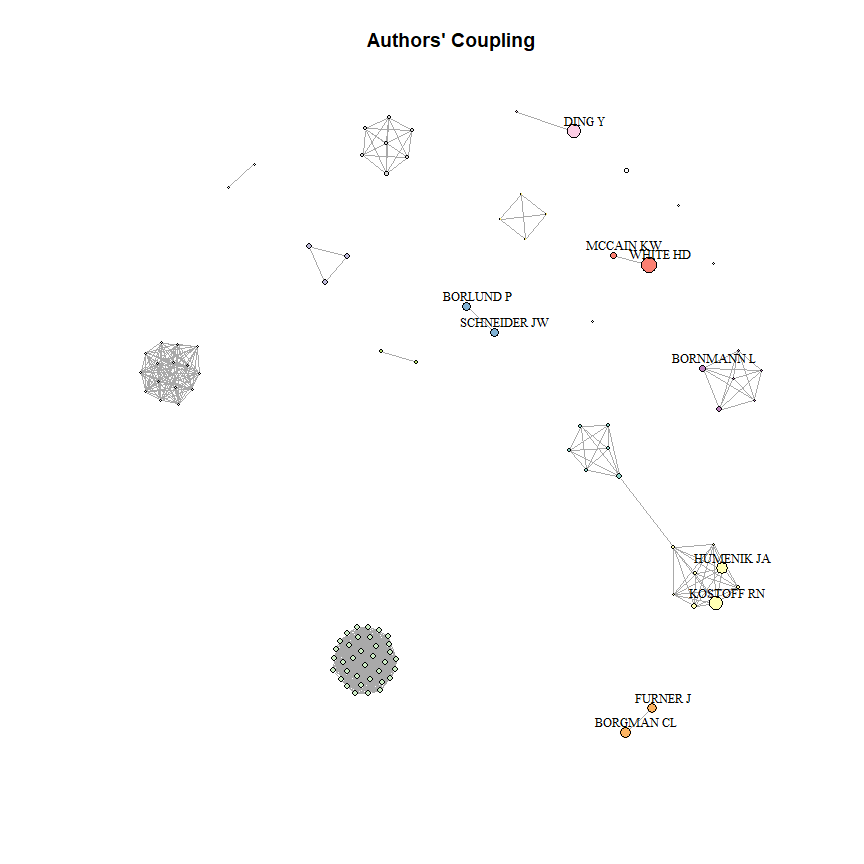 Authors' Coupling
DING Y
MCCAIN KW
WHITE HD
BORLUND P
SCHNEIDER JW
BORNMANN L
HUMENIK JA
KOSTOFF RN
FURNER J
BORGMAN CL